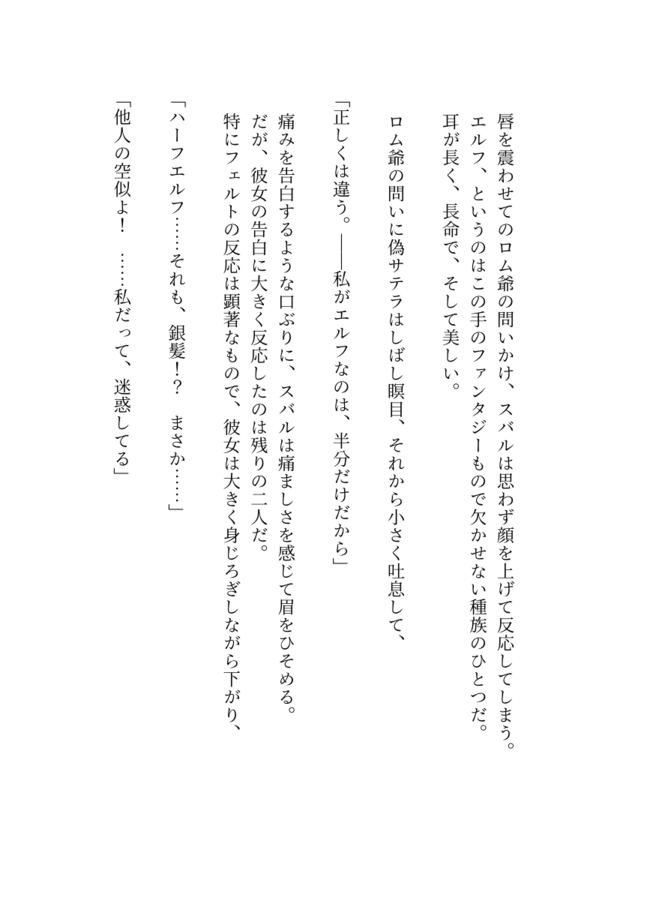 唇を震わせてのロム爺の問いかけ、スバルは思わず顔を上げて反応してしまう。
エルフ、というのはこの手のファンタジーもので欠かせない種族のひとつだ。
耳が長く、長命で、そして美しい。
ロム爺の問いに偽サテラはしばし瞑目、それから小さく吐息して、
「正しくは違う。――私がエルフなのは、半分だけだから」
痛みを告白するような口ぶりに、スバルは痛ましさを感じて眉をひそめる。
だが、彼女の告白に大きく反応したのは残りの二人だ。
特にフェルトの反応は顕著なもので、彼女は大きく身じろぎしながら下がり、
「ハーフエルフ……それも、銀髪！？　まさか……」
「他人の空似よ！　……私だって、迷惑してる」